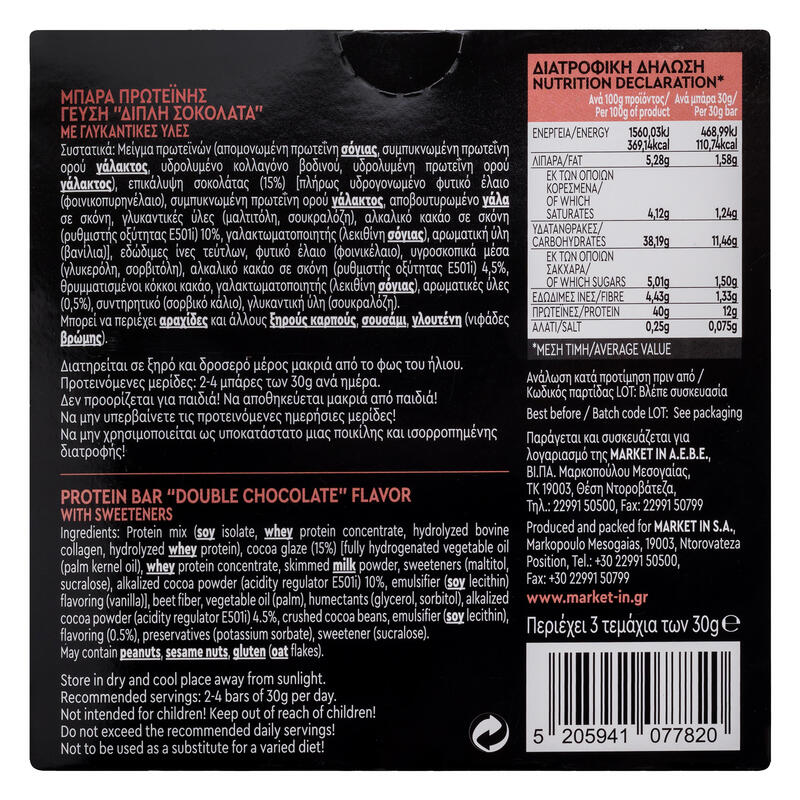 ΜΠΑΡΑ ΠΡΩΤΕΪΝΗΣ
ΓΕΥΣΗ "ΔΙΠΛΗ ΣΟΚΟΛΑΤΑ"
ΜΕ ΓΛΥΚΑΝΤΙΚΕΣ ΥΛΕΣ
Συστατικά: Μείγμα πρωτεϊνών (απομονωμένη πρωτεΐνη σόγιας, συμπυκνωμένη πρωτεΐνη
ορού γάλακτος, υδρολυμένο κολλαγόνο βοδινού, υδρολυμένη πρωτεΐνη ορού
γάλακτος), επικάλυψη σοκολάτας (15%) [πλήρως υδρογονωμένο φυτικό έλαιο
(φοινικοπυρηνέλαιο), συμπυκνωμένη πρωτεΐνη ορού γάλακτος, αποβουτυρωμένο γάλα
σε σκόνη, γλυκαντικές ύλες (μαλτιτόλη, σουκραλόζη), αλκαλικό κακάο σε σκόνη
(ρυθμιστής οξύτητας E501i) 10%, γαλακτωματοποιητής (λεκιθίνη σόγιας), αρωματική ύλη
(βανίλια)], εδώδιμες ίνες τεύτλων, φυτικό έλαιο (φοινικέλαιο), υγροσκοπικά μέσα
(γλυκερόλη, σορβιτόλη), αλκαλικό κακάο σε σκόνη (ρυθμιστής οξύτητας E501i) 4,5%,
θρυμματισμένοι κόκκοι κακάο, γαλακτωματοποιητής (λεκιθίνη σόγιας), αρωματικές ύλες
(0,5%), συντηρητικό (σορβικό κάλιο), γλυκαντική ύλη (σουκραλόζη).
Μπορεί να περιέχει αραχίδες και άλλους ξηρούς καρπούς, σουσάμι, γλουτένη (νιφάδες
βρώμης).
Διατηρείται σε ξηρό και δροσερό μέρος μακριά από το φως του ήλιου.
Προτεινόμενες μερίδες: 2-4 μπάρες των 30g ανά ημέρα.
Δεν προορίζεται για παιδιά! Να αποθηκεύεται μακριά από παιδιά!
Να μην υπερβαίνετε τις προτεινόμενες ημερήσιες μερίδες!
Να μην χρησιμοποιείται ως υποκατάστατο μιας ποικίλης και ισορροπημένης
διατροφής!
PROTEIN BAR "DOUBLE CHOCOLATE" FLAVOR
WITH SWEETENERS
Ingredients: Protein mix (soy isolate, whey protein concentrate, hydrolyzed bovine
collagen, hydrolyzed whey protein), cocoa glaze (15%) [fully hydrogenated vegetable oil
(palm kernel oil), whey protein concentrate, skimmed milk powder, sweeteners (maltitol,
sucralose), alkalized cocoa powder (acidity regulator E501i) 10%, emulsifier (soy lecithin)
flavoring (vanilla)], beet fiber, vegetable oil (palm), humectants (glycerol, sorbitol), alkalized
cocoa powder (acidity regulator E501i) 4.5%, crushed cocoa beans, emulsifier (soy lecithin),
flavoring (0.5%), preservatives (potassium sorbate), sweetener (sucralose).
May contain peanuts, sesame nuts, gluten (oat flakes).
Store in dry and cool place away from sunlight.
Recommended servings: 2-4 bars of 30g per day.
Not intended for children! Keep out of reach of children!
Do not exceed the recommended daily servings!
Not to be used as a substitute for a varied diet!
ΔΙΑΤΡΟΦΙΚΗ ΔΗΛΩΣΗ
NUTRITION DECLARATION*
Ανά 100g προϊόντος/ Ανά μπάρα 30g/
Per 100g of product Per 30g bar
ΕΝΕΡΓΕΙΑ/ENERGY 1560,03kJ 468,99kJ
369,14kcal 110,74kcal
ΛΙΠΑΡΑ/FAT 5,28g 1,58g
ΕΚ ΤΩΝ ΟΠΟΙΩΝ
ΚΟΡΕΣΜΕΝΑ/
OF WHICH
SATURATES 4,12g 1,24g
ΥΔΑΤΑΝΘΡΑΚΕΣ/
CARBOHYDRATES 38,19g 11,46g
ΕΚ ΤΩΝ ΟΠΟΙΩΝ
ΣΑΚΧΑΡΑ/
OF WHICH SUGARS 5,01g 1,50g
ΕΔΩΔΙΜΕΣ ΙΝΕΣ/FIBRE 4,43g 1,33g
ΠΡΩΤΕΪΝΕΣ/PROTEIN 40g 12g
ΑΛΑΤΙ/SALT 0,25g 0,075g
*ΜΕΣΗ ΤΙΜΗ/AVERAGE VALUE
Ανάλωση κατά προτίμηση πριν από /
Κωδικός παρτίδας LOT: Βλέπε συσκευασία
Best before / Batch code LOT: See packaging
Παράγεται και συσκευάζεται για
λογαριασμό της MARKET IN Α.Ε.Β.Ε.,
ΒΙ.ΠΑ. Μαρκοπούλου Μεσογαίας,
ΤΚ 19003, Θέση Ντοροβάτεζα,
Τηλ.: 22991 50500, Fax: 22991 50799
Produced and packed for MARKET IN S.A.,
Markopoulo Mesogaias, 19003, Ntorovateza
Position, Tel.: +30 22991 50500,
Fax: +30 22991 50799
www.market-in.gr
Περιέχει 3 τεμάχια των 30g ℮
5 205941 077820